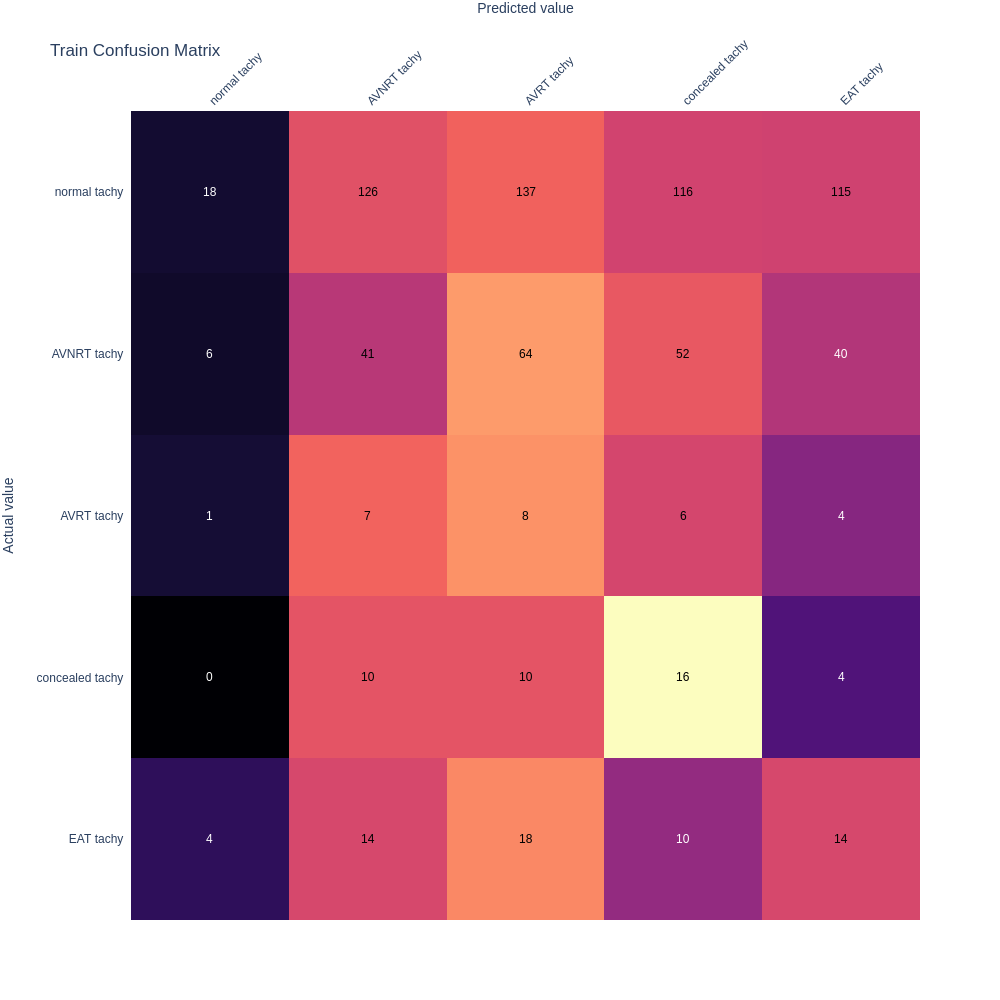 Predicted value
Train Confusion Matrix
normal tachy AVNRT tachy AVRT tachy concealed tachy EAT tachy
normal tachy 18 126 137 116 115
AVNRT tachy 6 41 64 52 40
AVRT tachy 1 7 8 6 4
concealed tachy 0 10 10 16 4
EAT tachy 4 14 18 10 14
Actual value